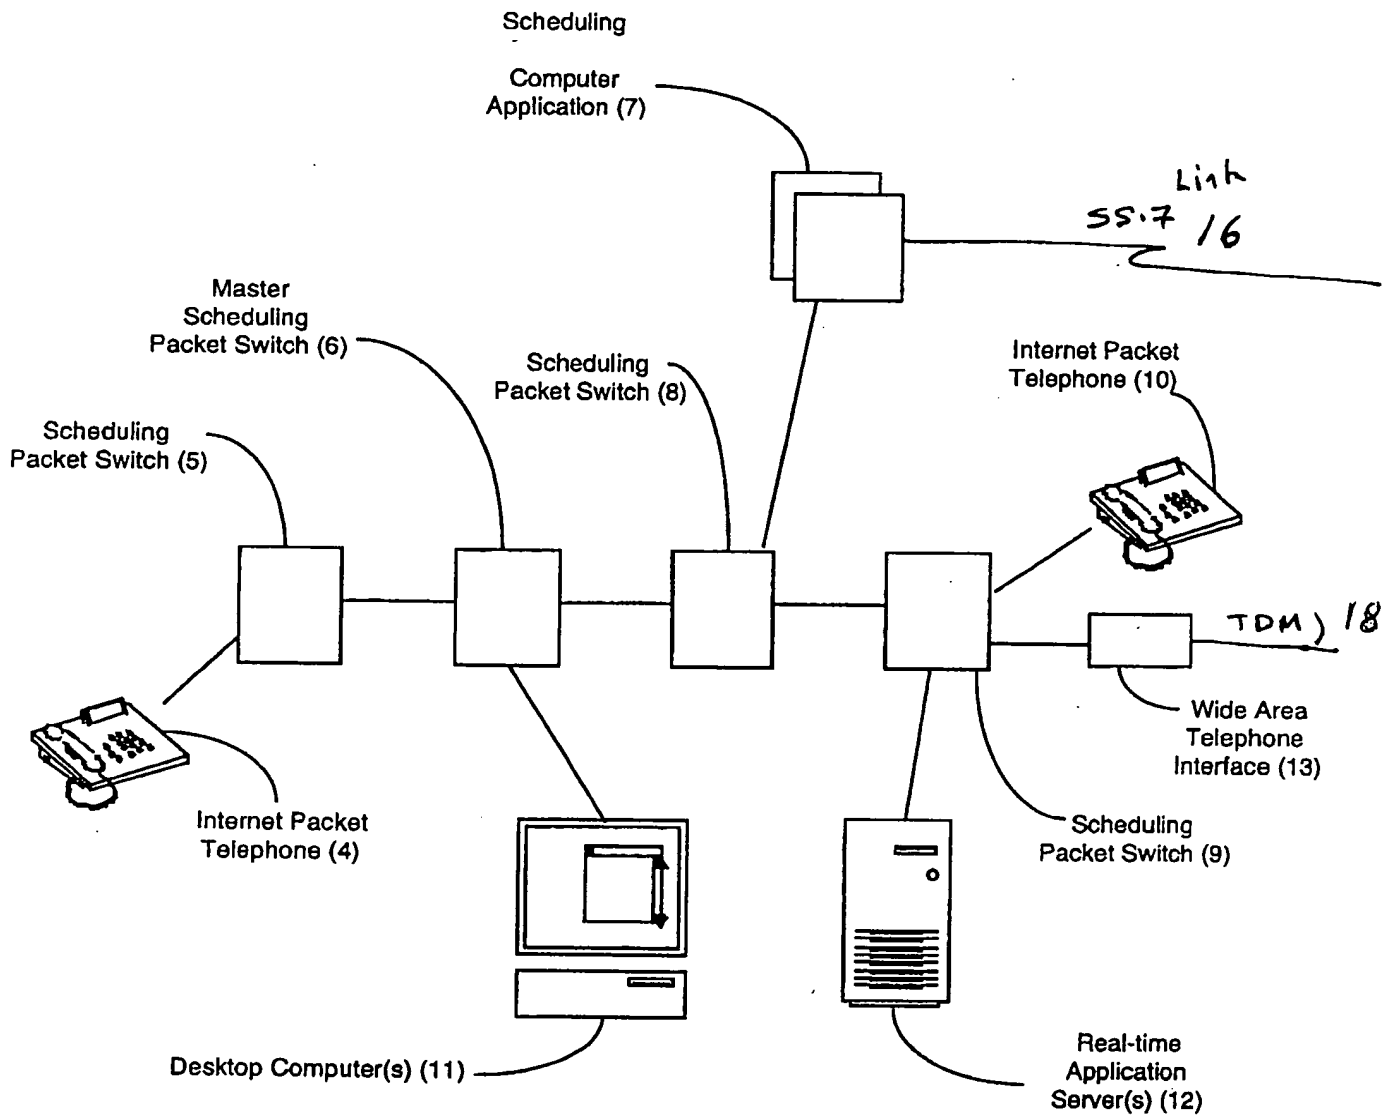 Scheduling
Computer
Application (7)
Link
SS.7 16
Master
Scheduling
Packet Switch (6)
Scheduling
Packet Switch (8)
Internet Packet
Telephone (10)
Scheduling
Packet Switch (5)
TDM) 18
Wide Area
Telephone
Interface (13)
Internet Packet
Telephone (4)
Scheduling
Packet Switch (9)
Desktop Computer(s) (11)
Real-time
Application
Server(s) (12)